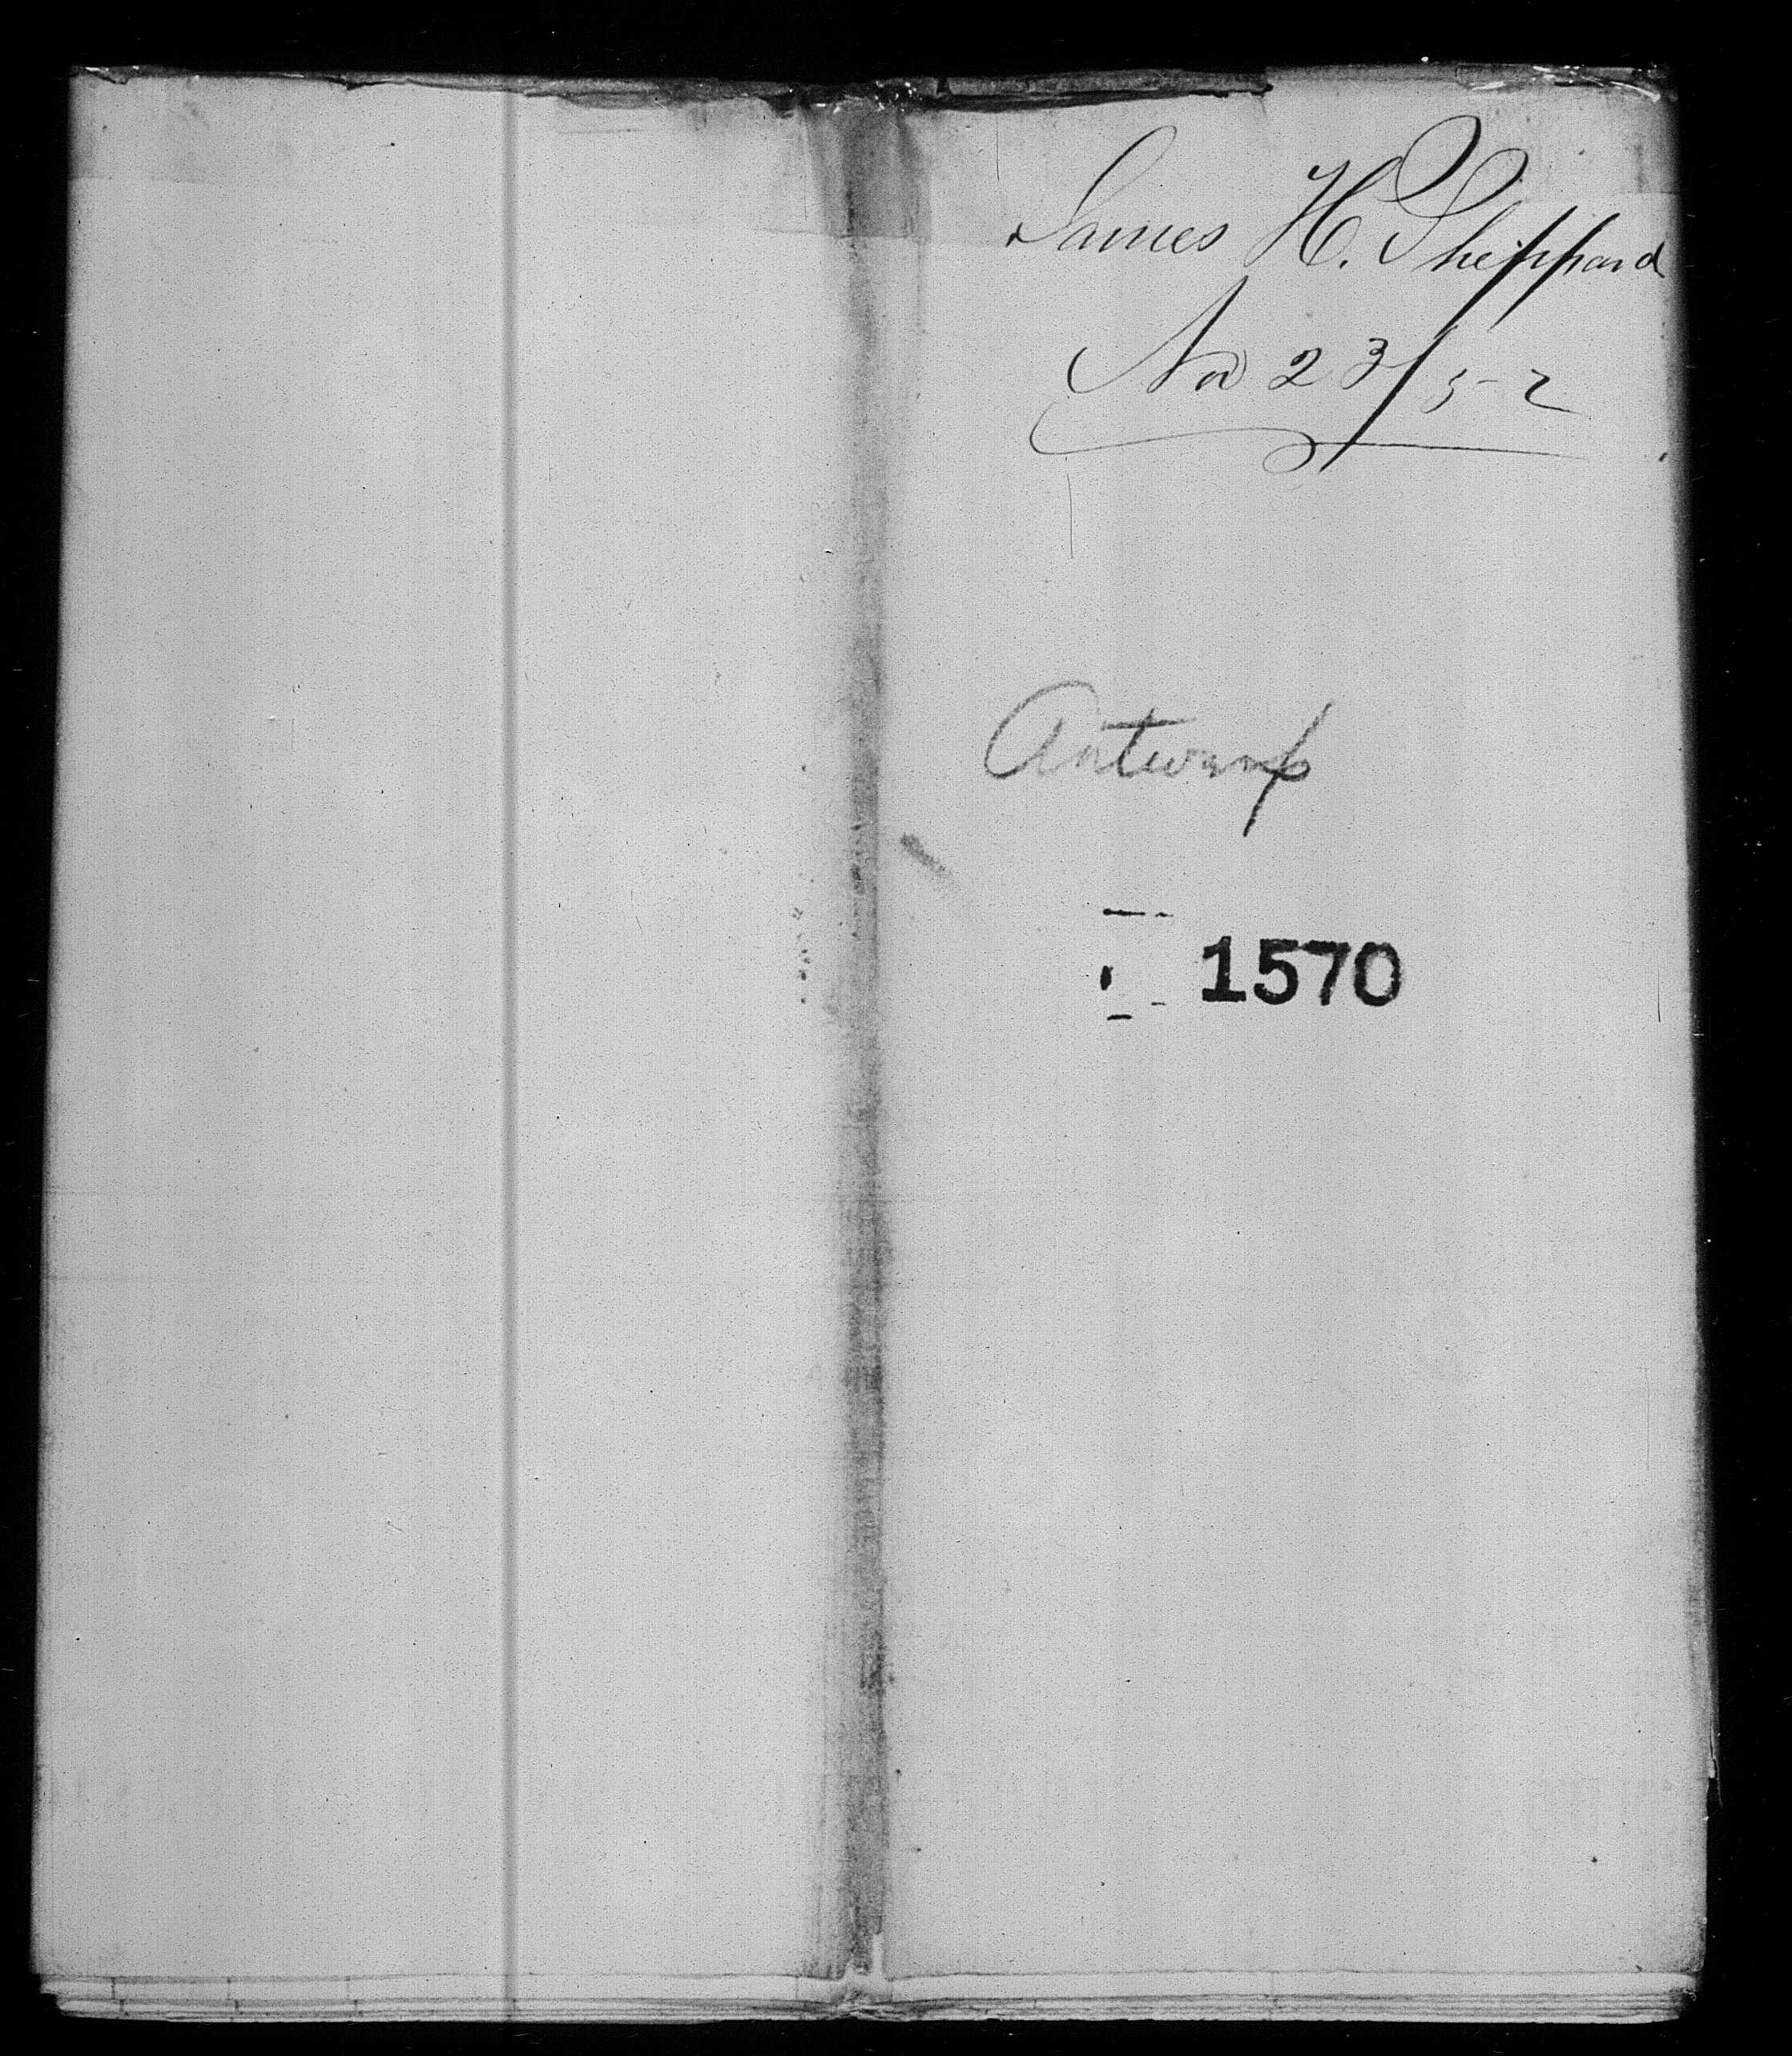 James H. Sheppard
No 23/52
Antwerp
1570